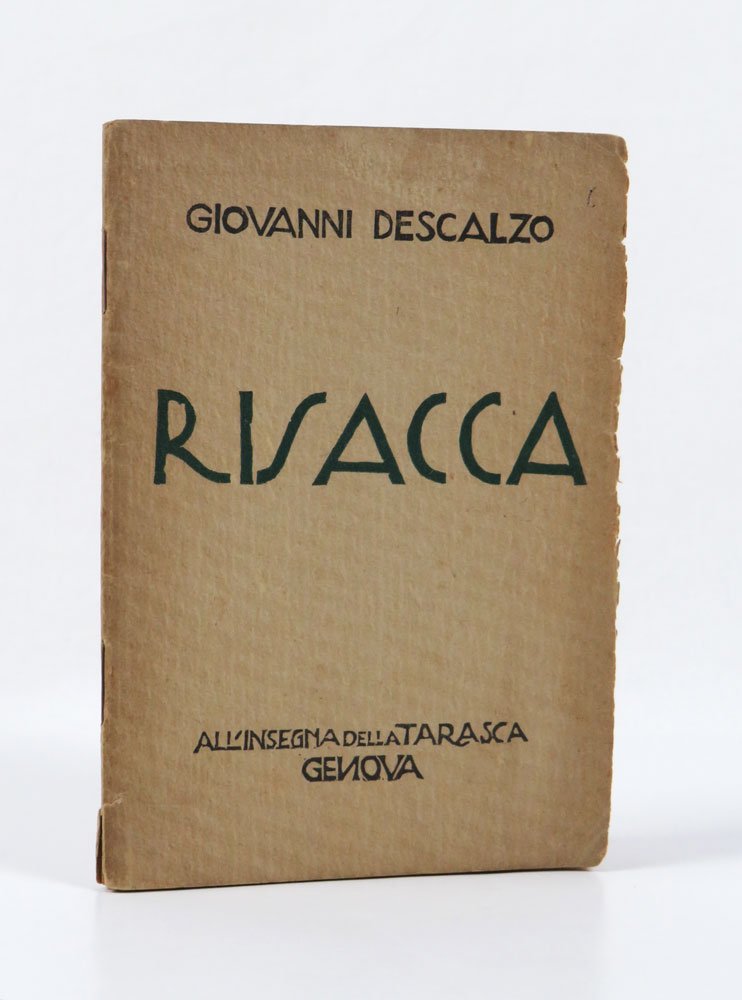 GIOVANNI DESCALZO
RISACCA
ALL'INSEGNA DELLA TARASCA
GENOVA